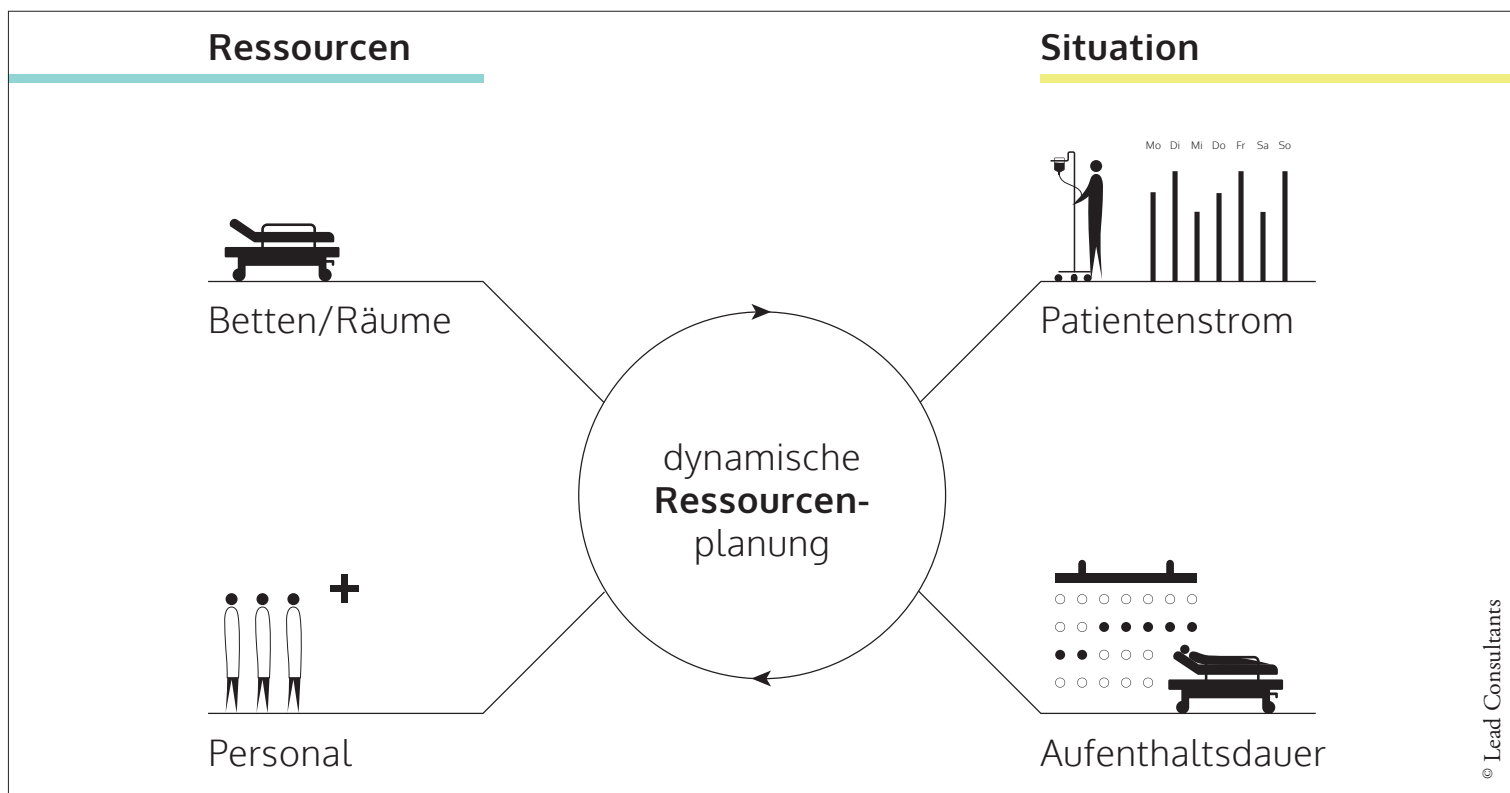 Ressourcen
Situation
Mo Di Mi Do Fr Sa So
Betten/Räume
Patientenstrom
dynamische
Ressourcen-
planung
Personal
Aufenthaltsdauer
© Lead Consultants